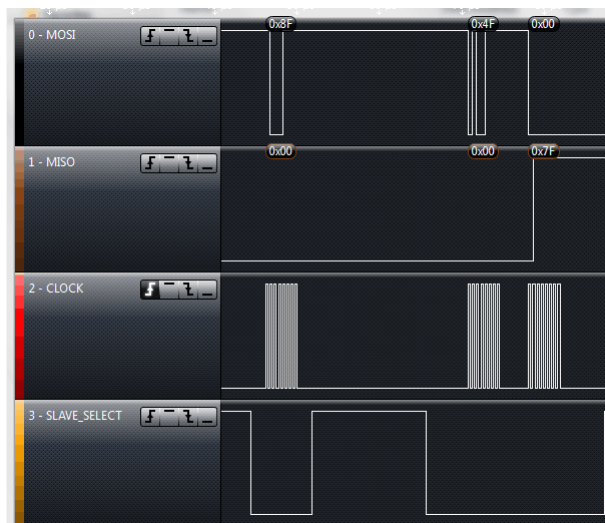 0x8F 0x4F 0x00
0 - MOSI
0x00 0x00 0x7F
1 - MISO
2 - CLOCK
3 - SLAVE_SELECT